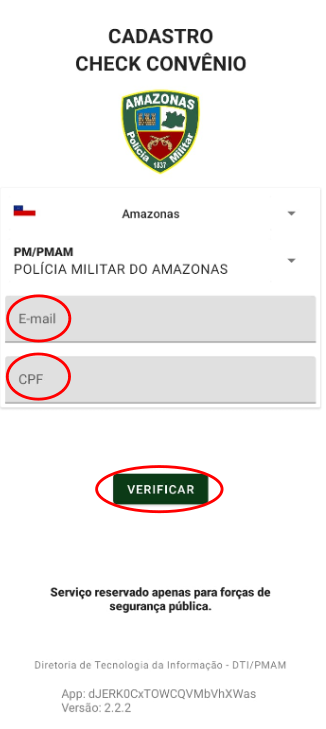 CADASTRO
CHECK CONVÊNIO
AMAZONAS
Polícia Militar
1837
Amazonas
PM/PMAM
POLÍCIA MILITAR DO AMAZONAS
E-mail
CPF
VERIFICAR
Serviço reservado apenas para forças de
segurança pública.
Diretoria de Tecnologia da Informação - DTI/PMAM
App: dJERK0CxTOWCQVMbVhXWas
Versão: 2.2.2